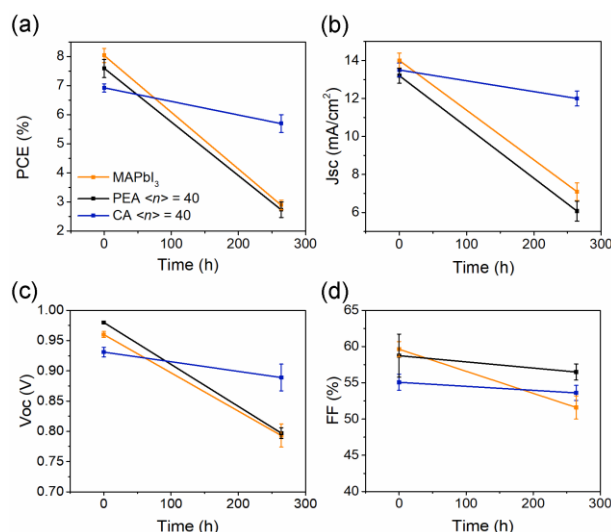 (a)
PCE (%)
9
8
7
6
5
4
3
2
MAPbI₃
PEA <n> = 40
CA <n> = 40
0 100 200 300
Time (h)
(b)
Jsc (mA/cm²)
14
12
10
8
6
0 100 200 300
Time (h)
(c)
Voc (V)
1.00
0.95
0.90
0.85
0.80
0.75
0.70
0 100 200 300
Time (h)
(d)
FF (%)
65
60
55
50
45
40
0 100 200 300
Time (h)